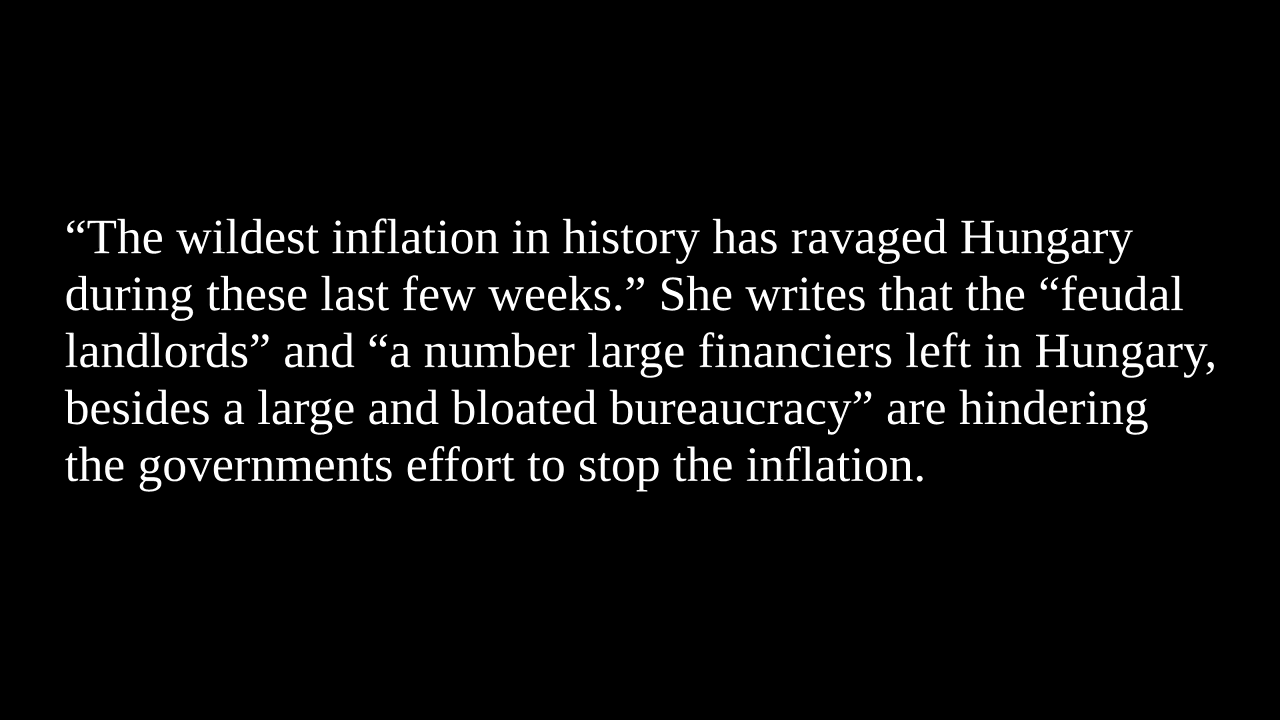 “The wildest inflation in history has ravaged Hungary
during these last few weeks.” She writes that the “feudal
landlords” and “a number large financiers left in Hungary,
besides a large and bloated bureaucracy” are hindering
the governments effort to stop the inflation.